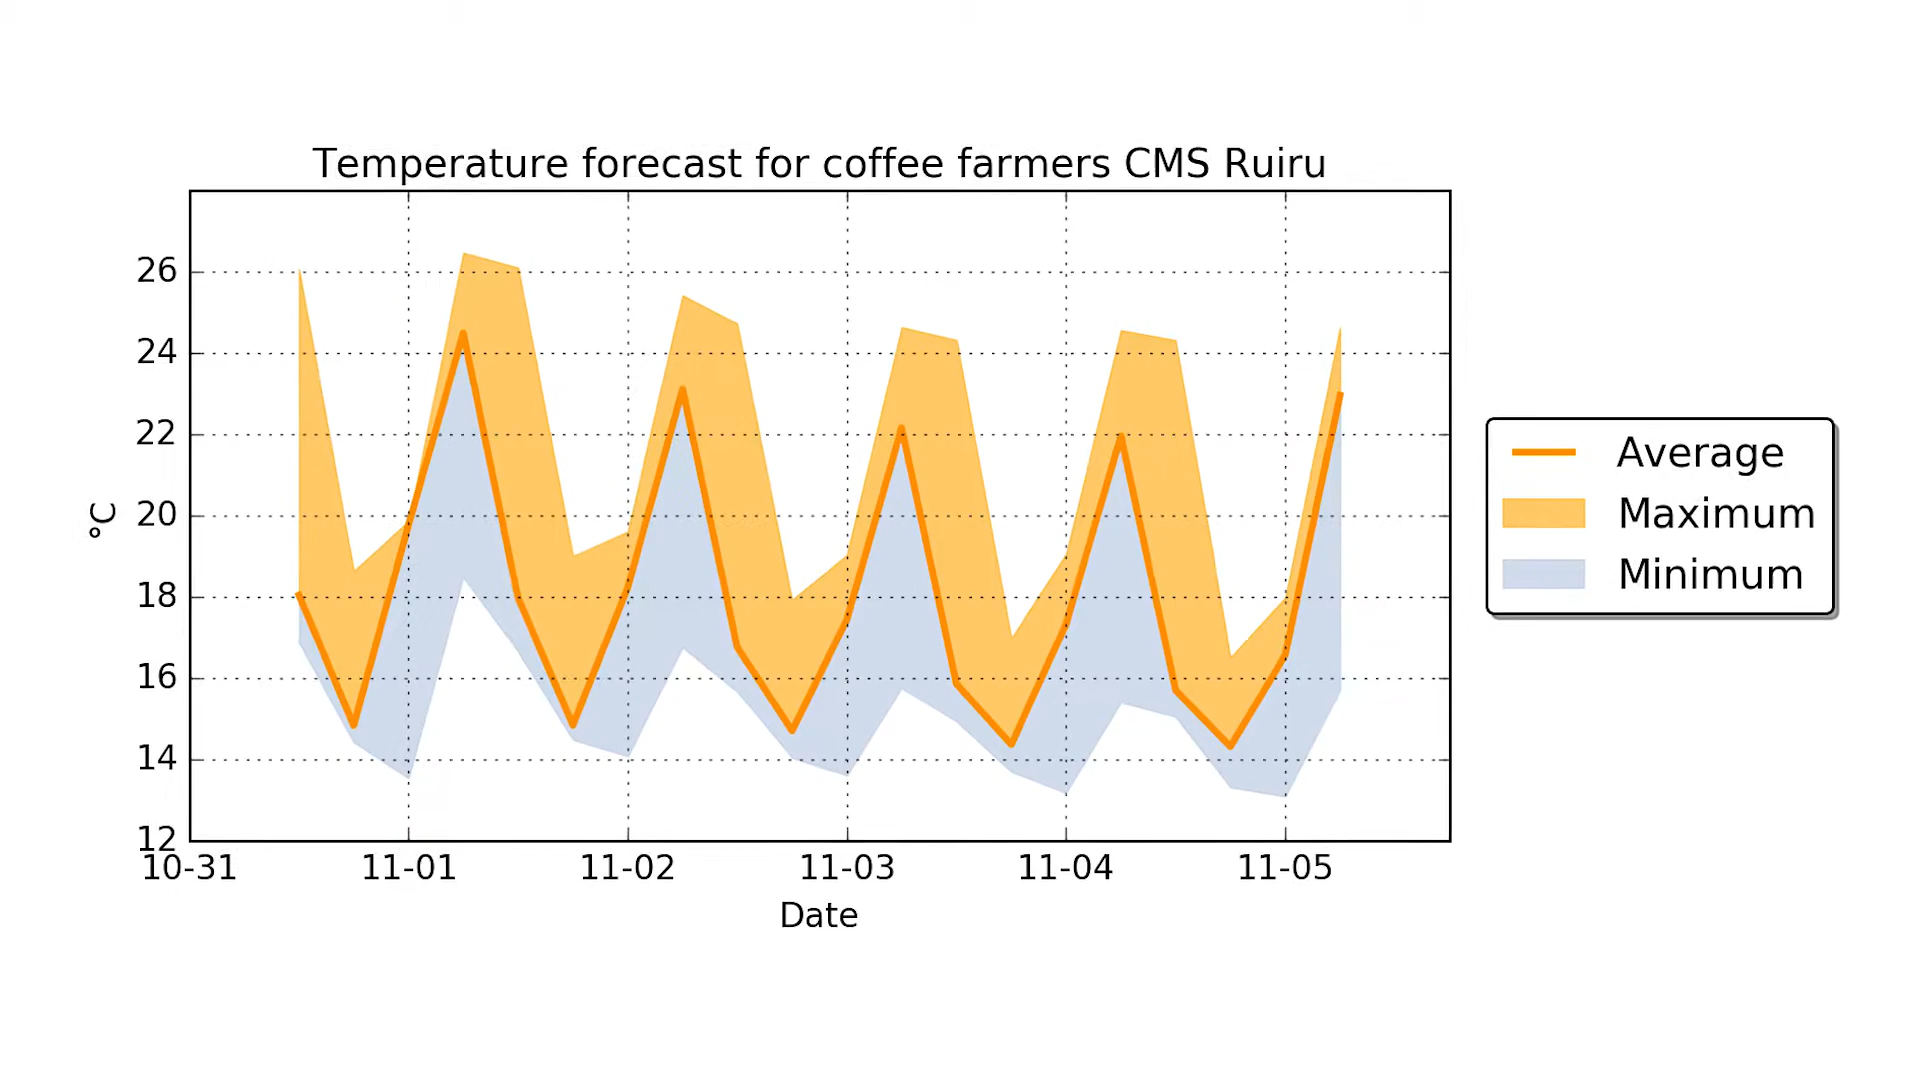 Temperature forecast for coffee farmers CMS Ruiru
26
24
22
20
18
16
14
12
°C
10-31 11-01 11-02 11-03 11-04 11-05
Date
Average
Maximum
Minimum